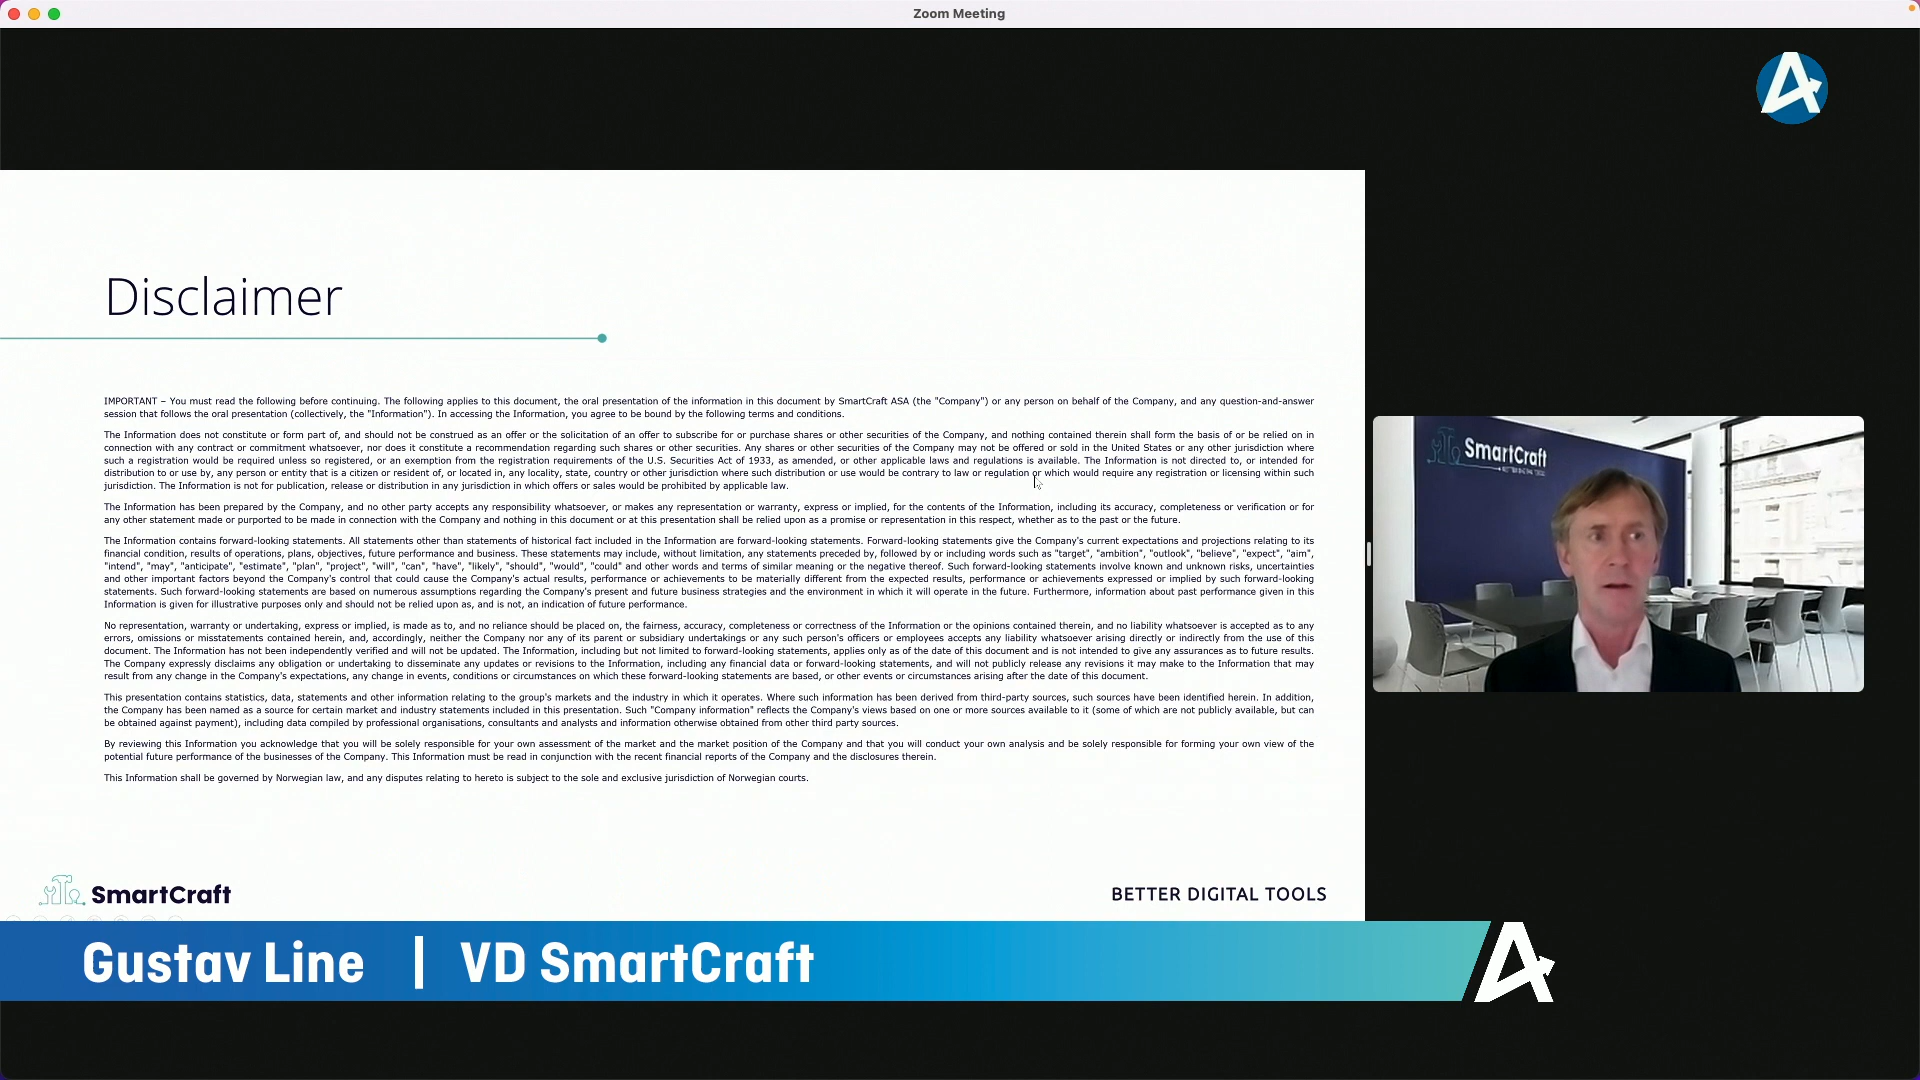 Zoom Meeting
Disclaimer
IMPORTANT – You must read the following before continuing. The following applies to this document, the oral presentation of the information in this document by SmartCraft ASA (the "Company") or any person on behalf of the Company, and any question-and-answer
session that follows the oral presentation (collectively, the "Information"). In accessing the Information, you agree to be bound by the following terms and conditions.
The Information does not constitute or form part of, and should not be construed as an offer or the solicitation of an offer to subscribe for or purchase shares or other securities of the Company, and nothing contained therein shall form the basis of or be relied on in
connection with any contract or commitment whatsoever, nor does it constitute a recommendation regarding such shares or other securities. Any shares or other securities of the Company may not be offered or sold in the United States or any other jurisdiction where
such a registration would be required unless so registered, or an exemption from the registration requirements of the U.S. Securities Act of 1933, as amended, or other applicable laws and regulations is available. The Information is not directed to, or intended for
distribution to or use by, any person or entity that is a citizen or resident of, or located in, any locality, state, country or other jurisdiction where such distribution or use would be contrary to law or regulation or which would require any registration or licensing within such
jurisdiction. The Information is not for publication, release or distribution in any jurisdiction in which offers or sales would be prohibited by applicable law.
The Information has been prepared by the Company, and no other party accepts any responsibility whatsoever, or makes any representation or warranty, express or implied, for the contents of the Information, including its accuracy, completeness or verification or for
any other statement made or purported to be made in connection with the Company and nothing in this document or at this presentation shall be relied upon as a promise or representation in this respect, whether as to the past or the future.
The Information contains forward-looking statements. All statements other than statements of historical fact included in the Information are forward-looking statements. Forward-looking statements give the Company's current expectations and projections relating to its
financial condition, results of operations, plans, objectives, future performance and business. These statements may include, without limitation, any statements preceded by, followed by or including words such as "target", "ambition", "outlook", "believe", "expect", "aim",
"intend", "may", "anticipate", "estimate", "plan", "project", "will", "can", "have", "likely", "should", "would", "could" and other words and terms of similar meaning or the negative thereof. Such forward-looking statements involve known and unknown risks, uncertainties
and other important factors beyond the Company's control that could cause the Company's actual results, performance or achievements to be materially different from the expected results, performance or achievements expressed or implied by such forward-looking
statements. Such forward-looking statements are based on numerous assumptions regarding the Company's present and future business strategies and the environment in which it will operate in the future. Furthermore, information about past performance given in this
Information is given for illustrative purposes only and should not be relied upon as, and is not, an indication of future performance.
No representation, warranty or undertaking, express or implied, is made as to, and no reliance should be placed on, the fairness, accuracy, completeness or correctness of the Information or the opinions contained therein, and no liability whatsoever is accepted as to any
errors, omissions or misstatements contained herein, and, accordingly, neither the Company nor any of its parent or subsidiary undertakings or any such person's officers or employees accepts any liability whatsoever arising directly or indirectly from the use of this
document. The Information has not been independently verified and will not be updated. The Information, including but not limited to forward-looking statements, applies only as of the date of this document and is not intended to give any assurances as to future results.
The Company expressly disclaims any obligation or undertaking to disseminate any updates or revisions to the Information, including any financial data or forward-looking statements, and will not publicly release any revisions it may make to the Information that may
result from any change in the Company's expectations, any change in events, conditions or circumstances on which these forward-looking statements are based, or other events or circumstances arising after the date of this document.
This presentation contains statistics, data, statements and other information relating to the group's markets and the industry in which it operates. Where such information has been derived from third-party sources, such sources have been identified herein. In addition,
the Company has been named as a source for certain market and industry statements included in this presentation. Such "Company information" reflects the Company's views based on one or more sources available to it (some of which are not publicly available, but can
be obtained against payment), including data compiled by professional organisations, consultants and analysts and information otherwise obtained from other third party sources.
By reviewing this Information you acknowledge that you will be solely responsible for your own assessment of the market and the market position of the Company and that you will conduct your own analysis and be solely responsible for forming your own view of the
potential future performance of the businesses of the Company. This Information must be read in conjunction with the recent financial reports of the Company and the disclosures therein.
This Information shall be governed by Norwegian law, and any disputes relating to hereto is subject to the sole and exclusive jurisdiction of Norwegian courts.
SmartCraft
BETTER DIGITAL TOOLS
SmartCraft
BETTER DIGITAL TOOLS
Gustav Line | VD SmartCraft